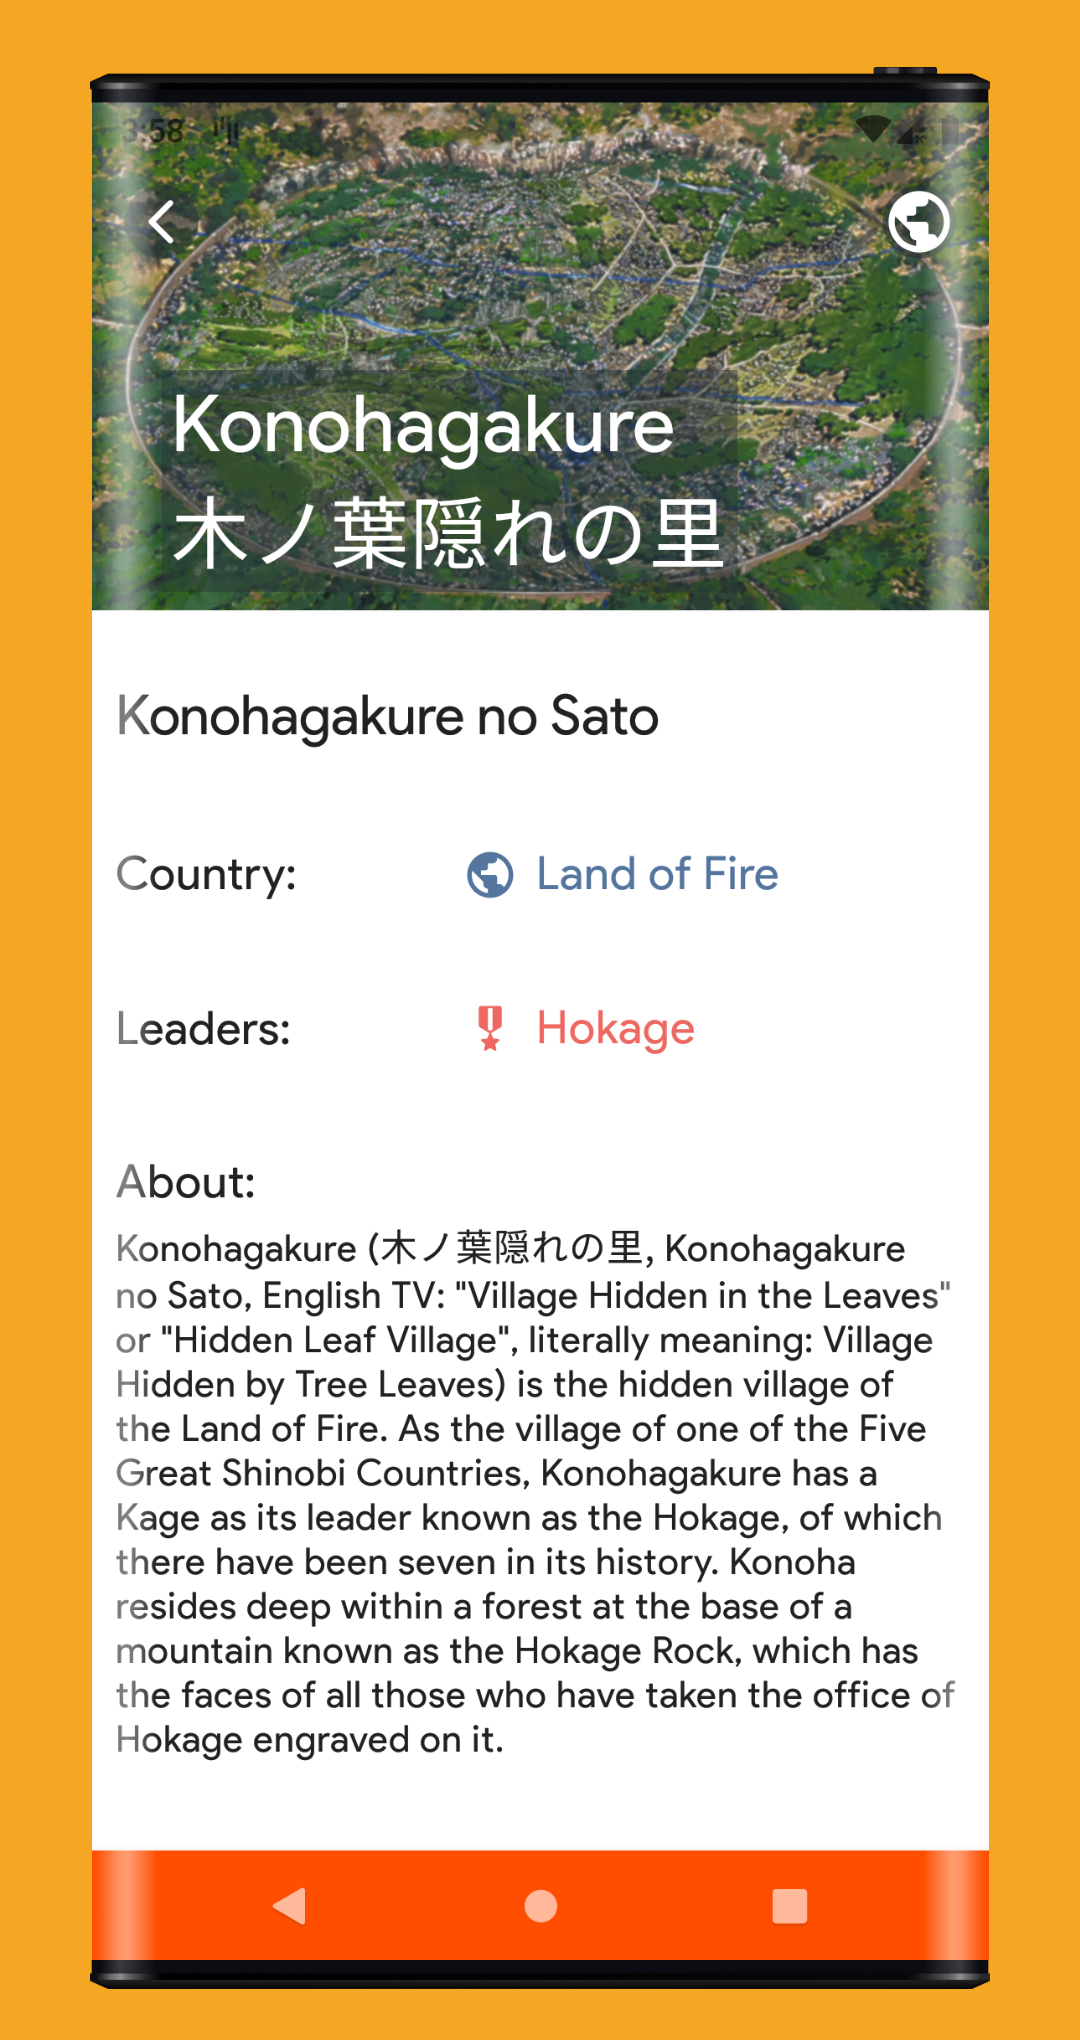 3:58
Konohagakure
木ノ葉隠れの里
Konohagakure no Sato
Country: Land of Fire
Leaders: Hokage
About:
Konohagakure (木ノ葉隠れの里, Konohagakure
no Sato, English TV: "Village Hidden in the Leaves"
or "Hidden Leaf Village", literally meaning: Village
Hidden by Tree Leaves) is the hidden village of
the Land of Fire. As the village of one of the Five
Great Shinobi Countries, Konohagakure has a
Kage as its leader known as the Hokage, of which
there have been seven in its history. Konoha
resides deep within a forest at the base of a
mountain known as the Hokage Rock, which has
the faces of all those who have taken the office of
Hokage engraved on it.